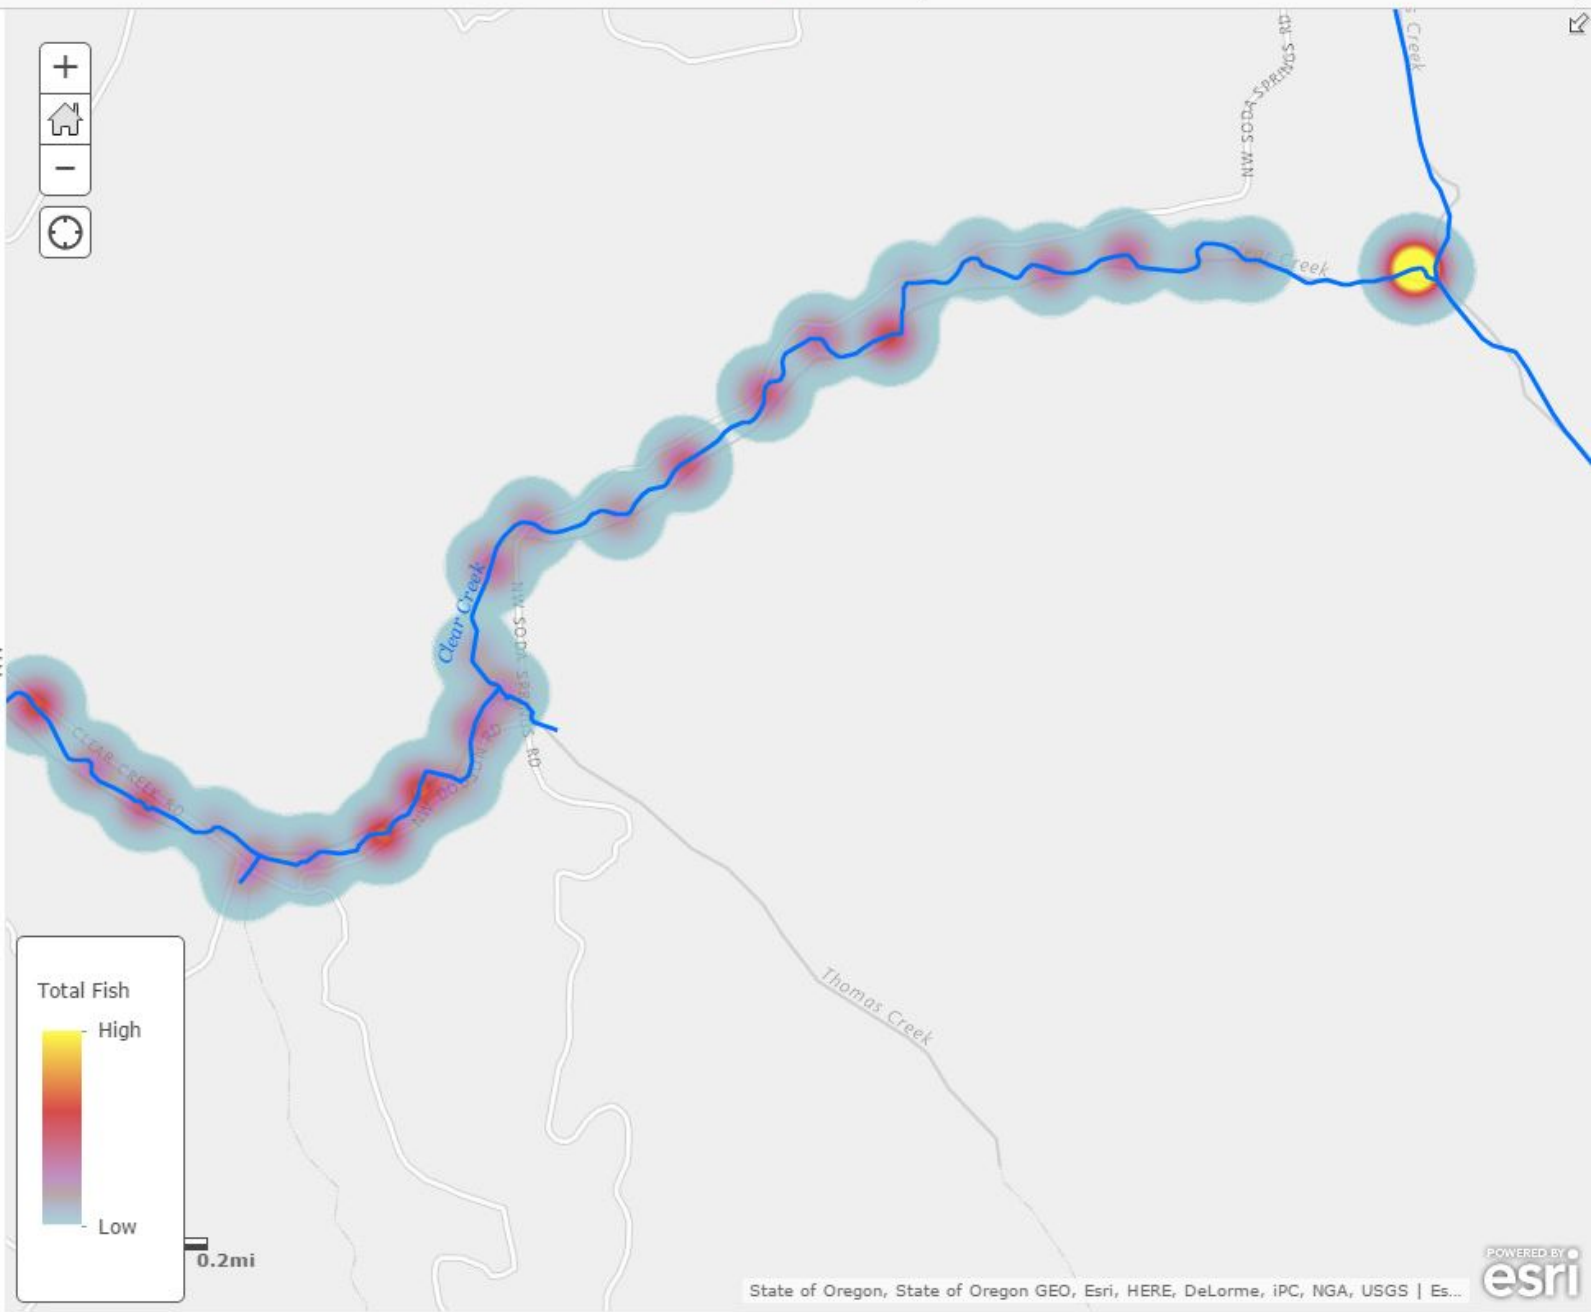 s Creek
NW SODA SPRINGS RD
Clear Creek
Clear Creek
NW SODA SPRINGS RD
CLEAR CREEK RD
Thomas Creek
Total Fish
High
Low
0.2mi
State of Oregon, State of Oregon GEO, Esri, HERE, DeLorme, iPC, NGA, USGS | Es...
POWERED BY
esri